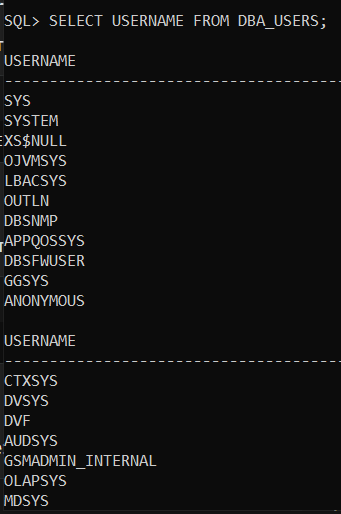 SQL> SELECT USERNAME FROM DBA_USERS;
USERNAME
--------------------------------------
SYS
SYSTEM
XS$NULL
OJVMSYS
LBACSYS
OUTLN
DBSNMP
APPQOSSYS
DBSFWUSER
GGSYS
ANONYMOUS
USERNAME
--------------------------------------
CTXSYS
DVSYS
DVF
AUDSYS
GSMADMIN_INTERNAL
OLAPSYS
MDSYS